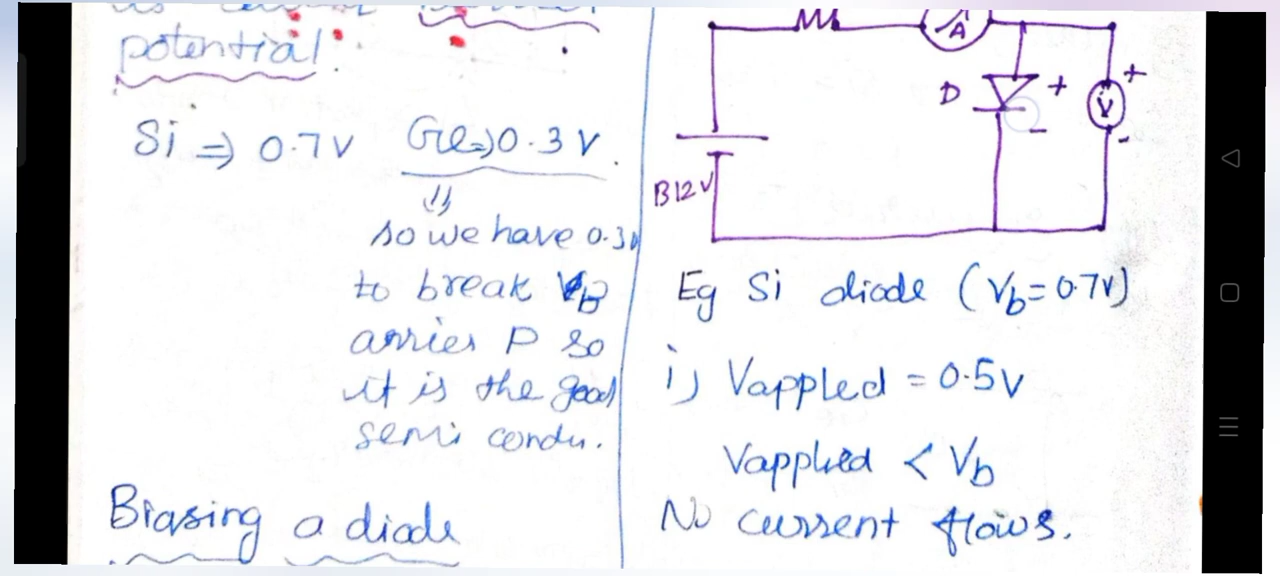 potential.
Si ⇒ 0.7V Ge⇒0.3V.
so we have 0.3V
to break VB
arries P so
it is the good
semi condu.
Biasing a diode
A
D + +
V
- -
B12V
Eg Si diode (Vb=0.7V)
i) Vappled = 0.5V
Vapplied < Vb
No current flows.